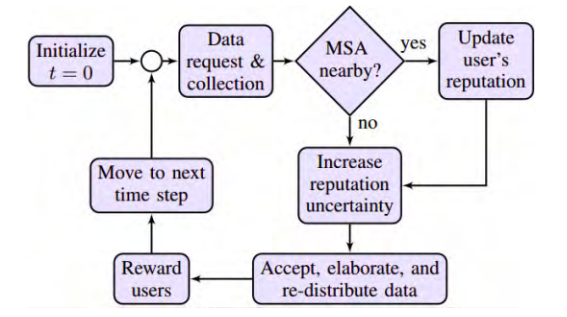 Initialize
t = 0
Data
request &
collection
MSA
nearby?
yes
Update
user's
reputation
no
Increase
reputation
uncertainty
Accept, elaborate, and
re-distribute data
Reward
users
Move to next
time step